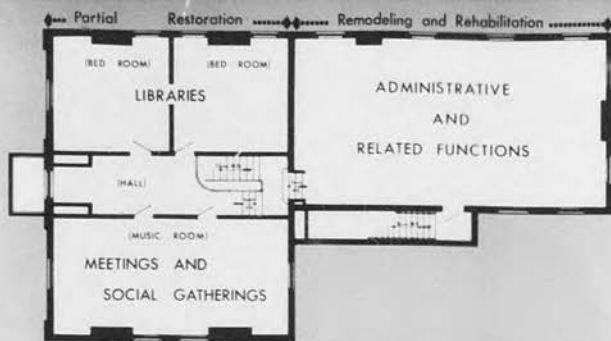 Partial Restoration Remodeling and Rehabilitation
(BED ROOM) (BED ROOM)
LIBRARIES
ADMINISTRATIVE
AND
RELATED FUNCTIONS
(HALL)
(MUSIC ROOM)
MEETINGS AND
SOCIAL GATHERINGS